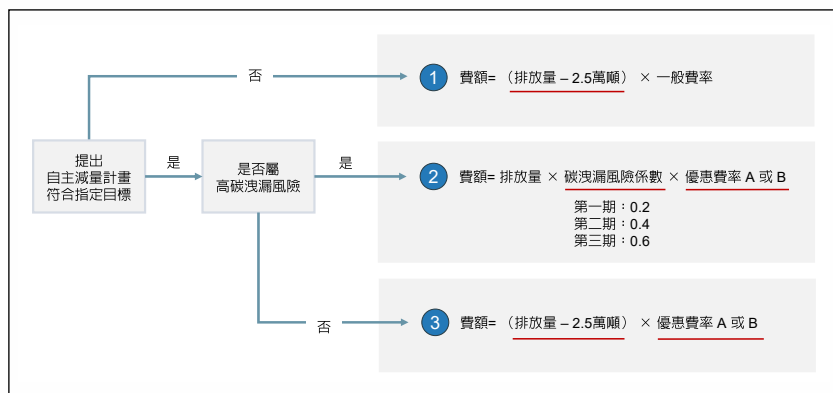 否
1 費額= （排放量 – 2.5萬噸） × 一般費率
提出
自主減量計畫
符合指定目標
是
是否屬
高碳洩漏風險
是
2 費額= 排放量 × 碳洩漏風險係數 × 優惠費率 A 或 B
第一期：0.2
第二期：0.4
第三期：0.6
否
3 費額= （排放量 – 2.5萬噸） × 優惠費率 A 或 B